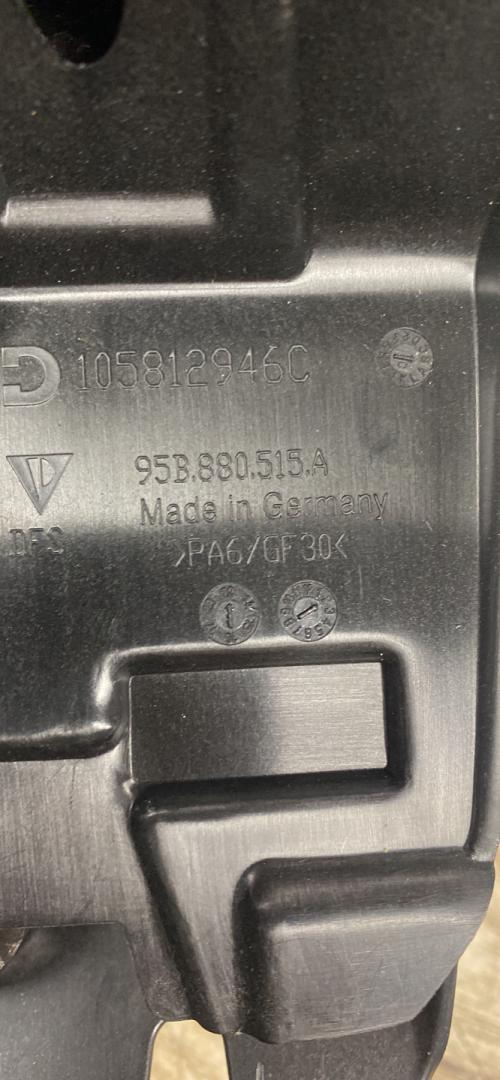 105812946C
95B.880.515.A
Made in Germany
>PA6/GF30<